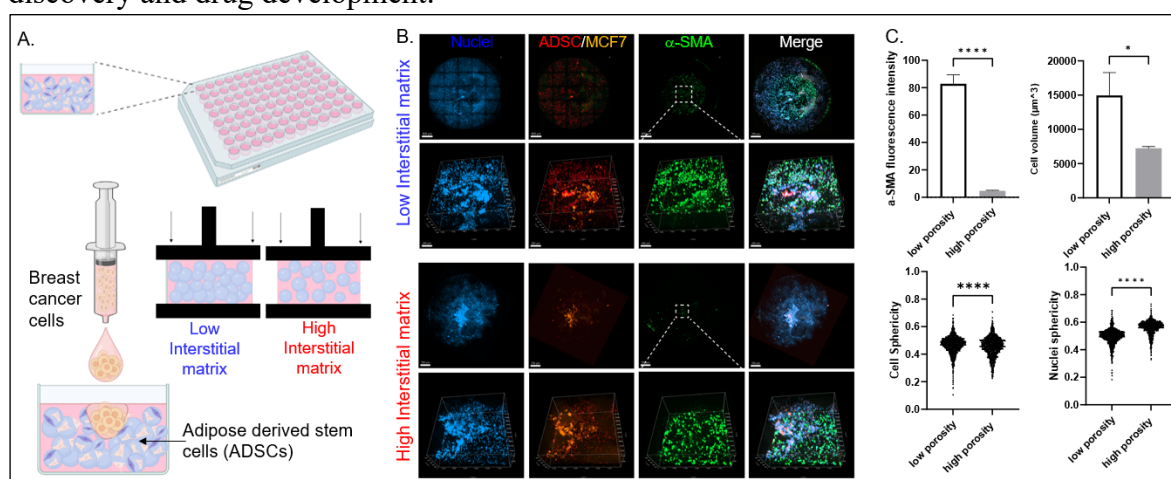 discovery and drug development.
A.
Breast
cancer
cells
Low
Interstitial
matrix
High
Interstitial
matrix
Adipose derived stem
cells (ADSCs)
B.
Nuclei
ADSC/MCF7
α-SMA
Merge
Low Interstitial matrix
High Interstitial matrix
C.
a-SMA fluorescence intensity
100
80
60
40
20
0
****
low porosity
high porosity
Cell volume (µm^3)
20000
15000
10000
5000
0
*
low porosity
high porosity
Cell Sphericity
1.0
0.8
0.6
0.4
0.2
0.0
****
low porosity
high porosity
Nuclei sphericity
1.0
0.8
0.6
0.4
0.2
0.0
****
low porosity
high porosity